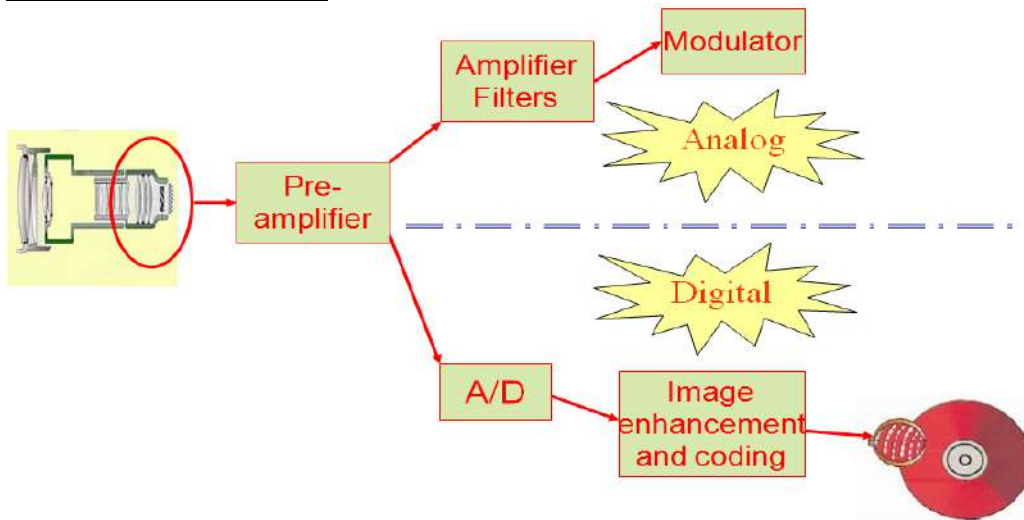 Modulator
Amplifier
Filters
Analog
Pre-
amplifier
Digital
A/D
Image
enhancement
and coding